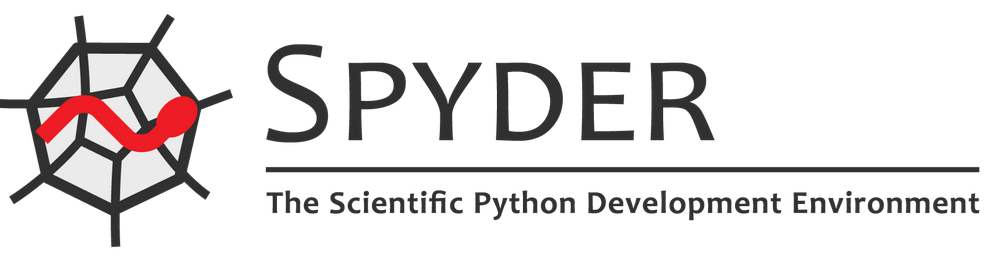 SPYDER
The Scientific Python Development Environment